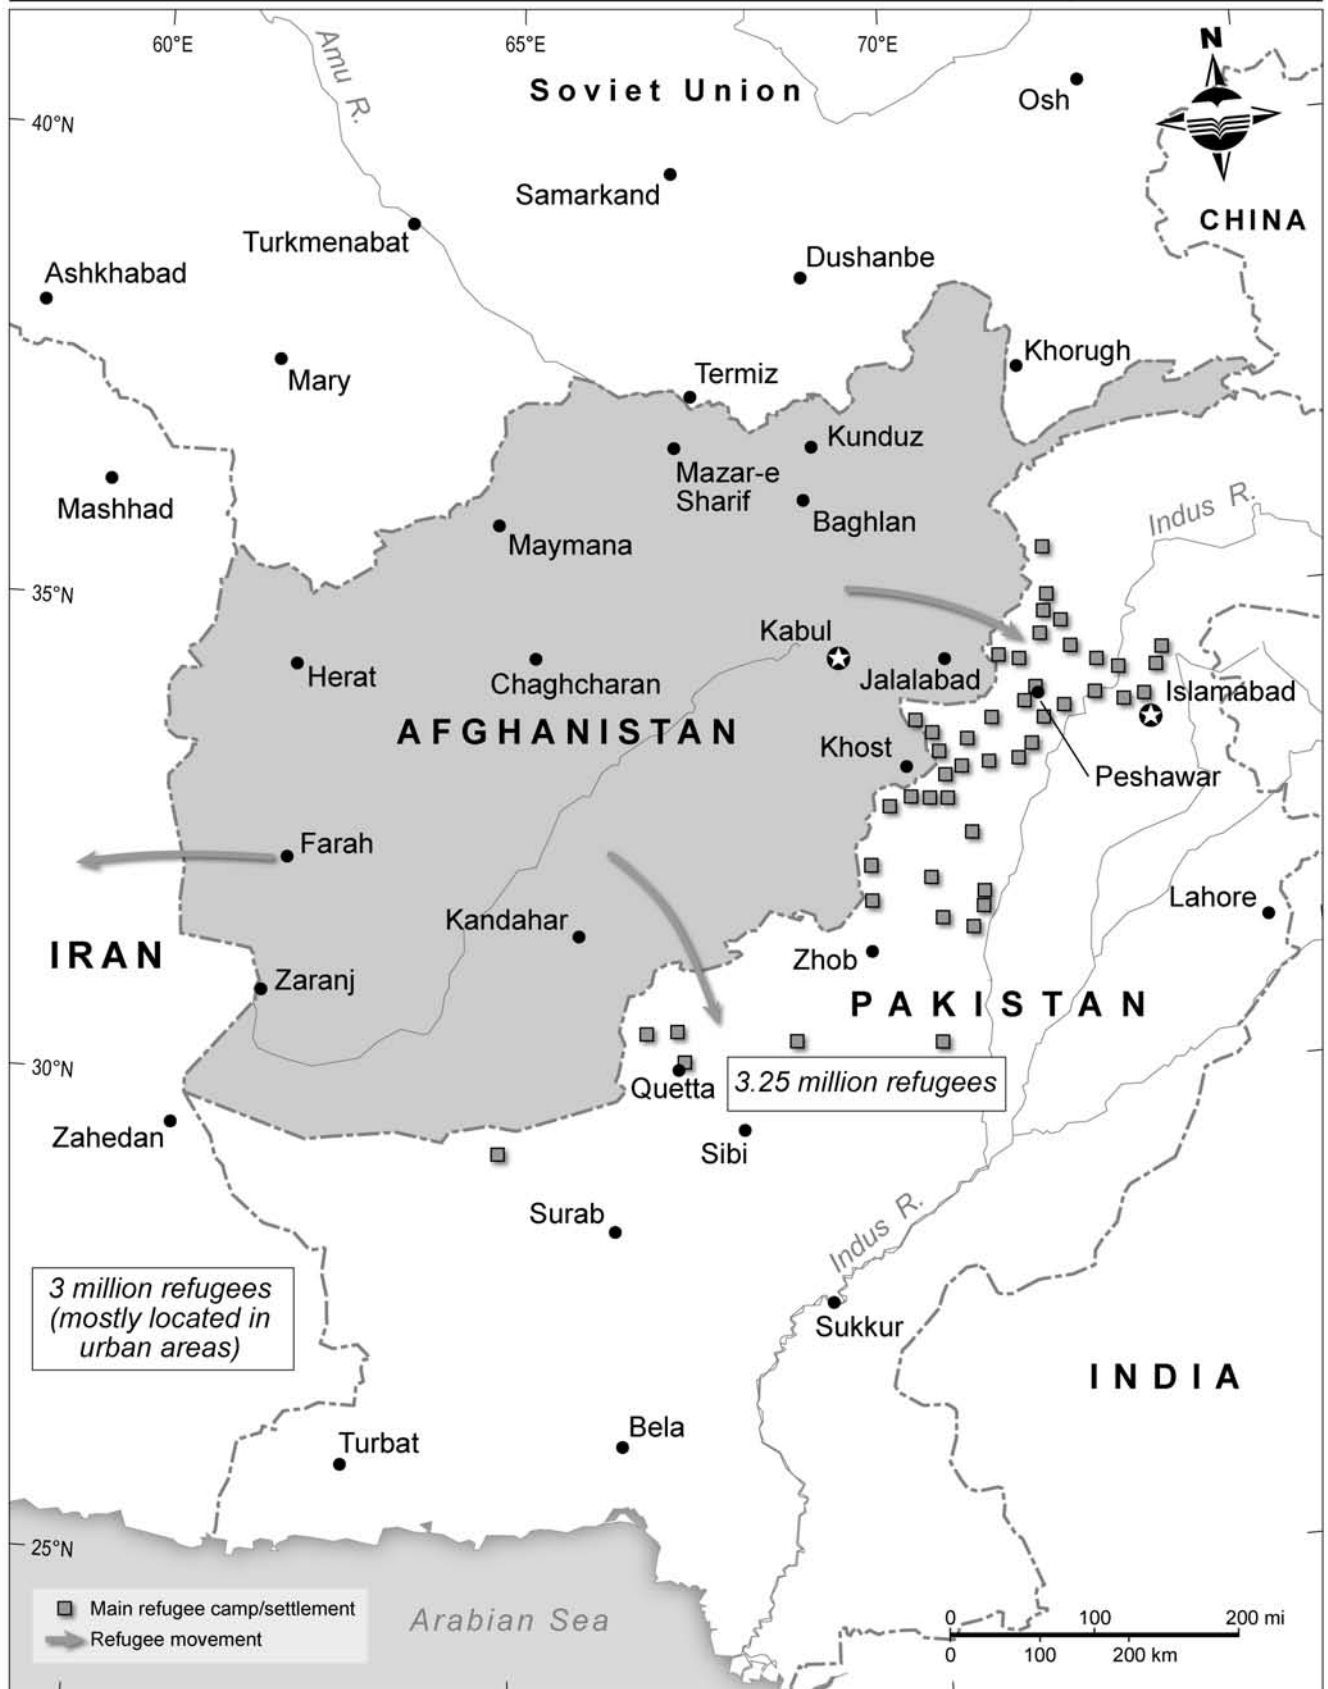 60°E
65°E
70°E
N
Amu R.
Soviet Union
Osh
40°N
Samarkand
CHINA
Turkmenabat
Dushanbe
Ashkhabad
Khorugh
Mary
Termiz
Kunduz
Mazar-e
Sharif
Mashhad
Indus R.
Baghlan
Maymana
35°N
Kabul
Herat
Chaghcharan
Jalalabad
Islamabad
AFGHANISTAN
Khost
Peshawar
Farah
Lahore
Kandahar
IRAN
Zhob
Zaranj
PAKISTAN
30°N
Quetta
3.25 million refugees
Zahedan
Sibi
Surab
Indus R.
3 million refugees
(mostly located in
urban areas)
Sukkur
INDIA
Bela
Turbat
25°N
Main refugee camp/settlement
Refugee movement
Arabian Sea
0 100 200 mi
0 100 200 km